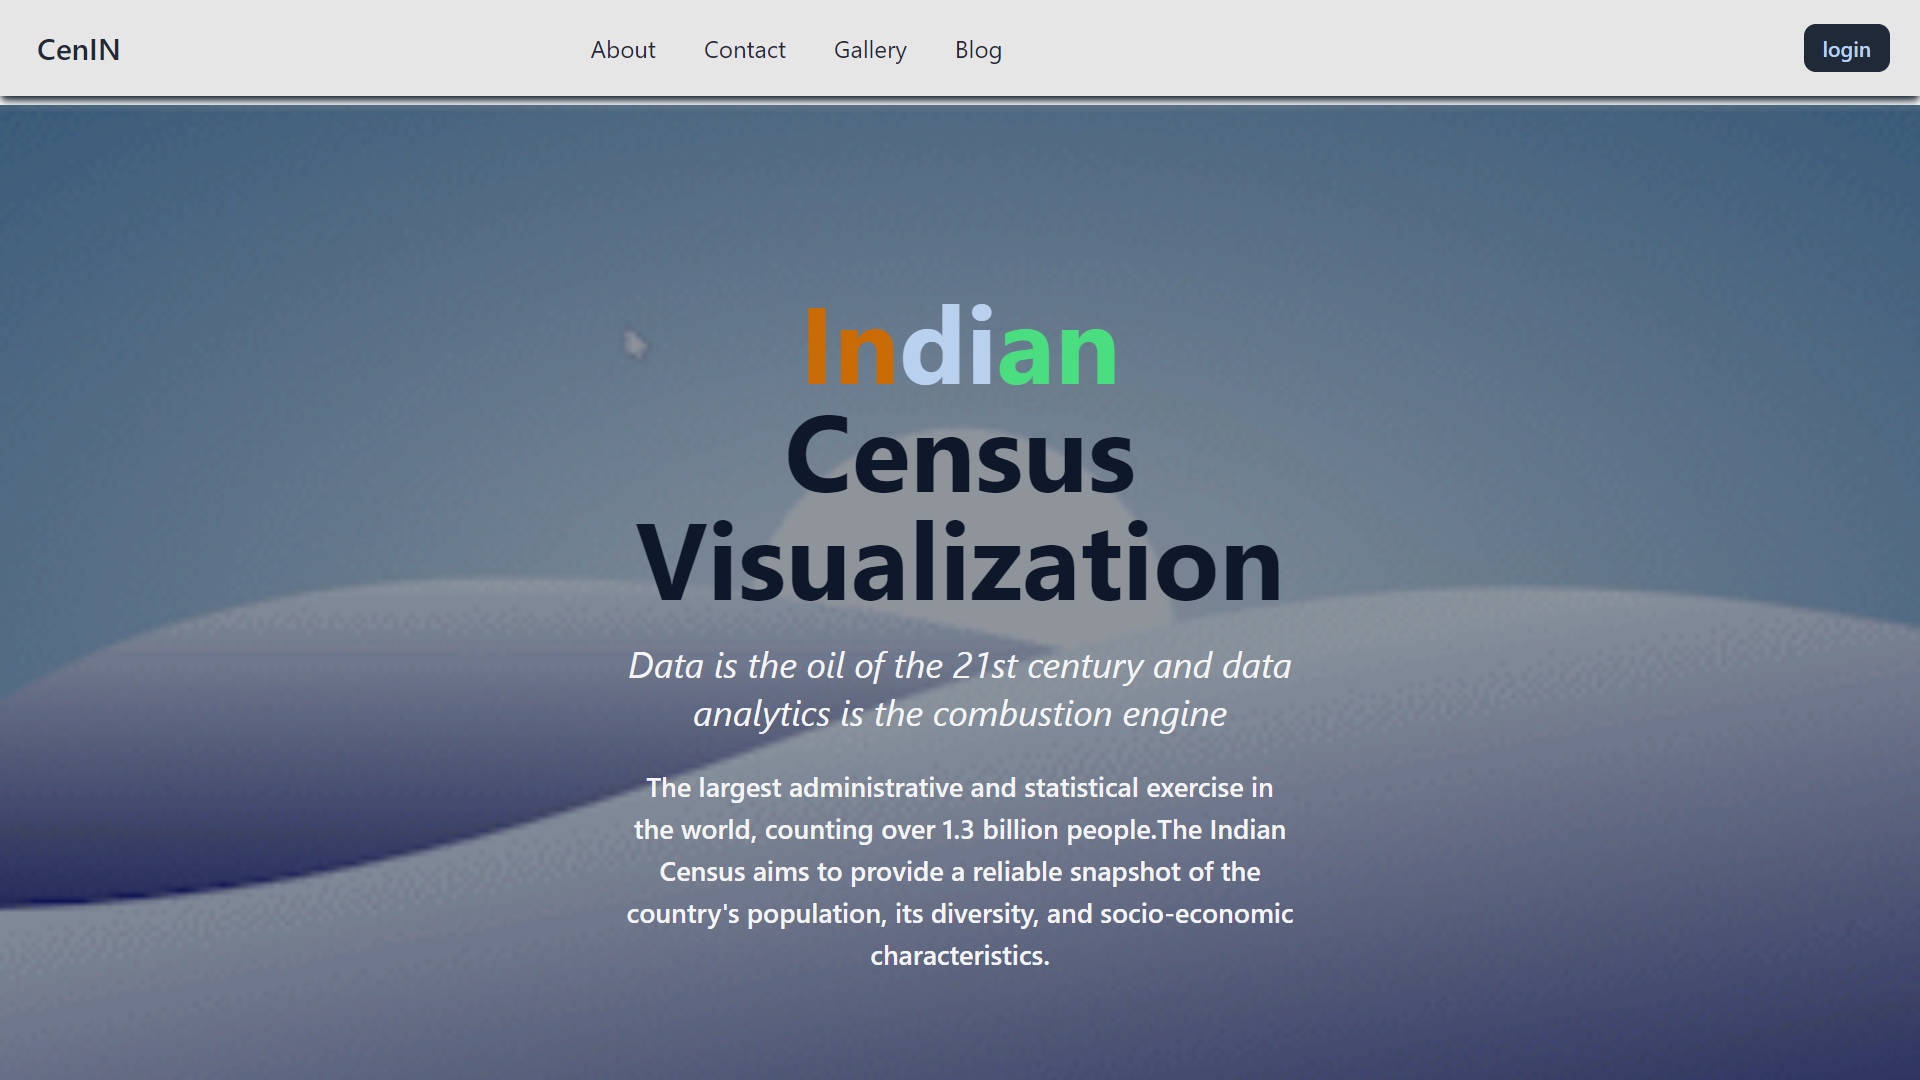 CenIN
About Contact Gallery Blog
login
Indian
Census
Visualization
Data is the oil of the 21st century and data
analytics is the combustion engine
The largest administrative and statistical exercise in
the world, counting over 1.3 billion people.The Indian
Census aims to provide a reliable snapshot of the
country's population, its diversity, and socio-economic
characteristics.